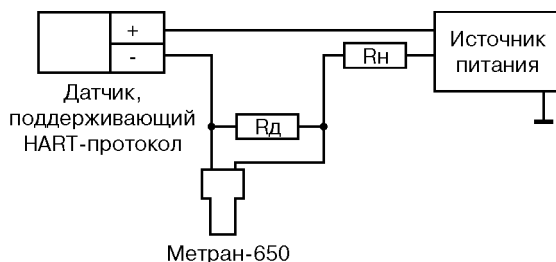 +
-
Датчик,
поддерживающий
HART-протокол
Rн
Источник
питания
Rд
Метран-650